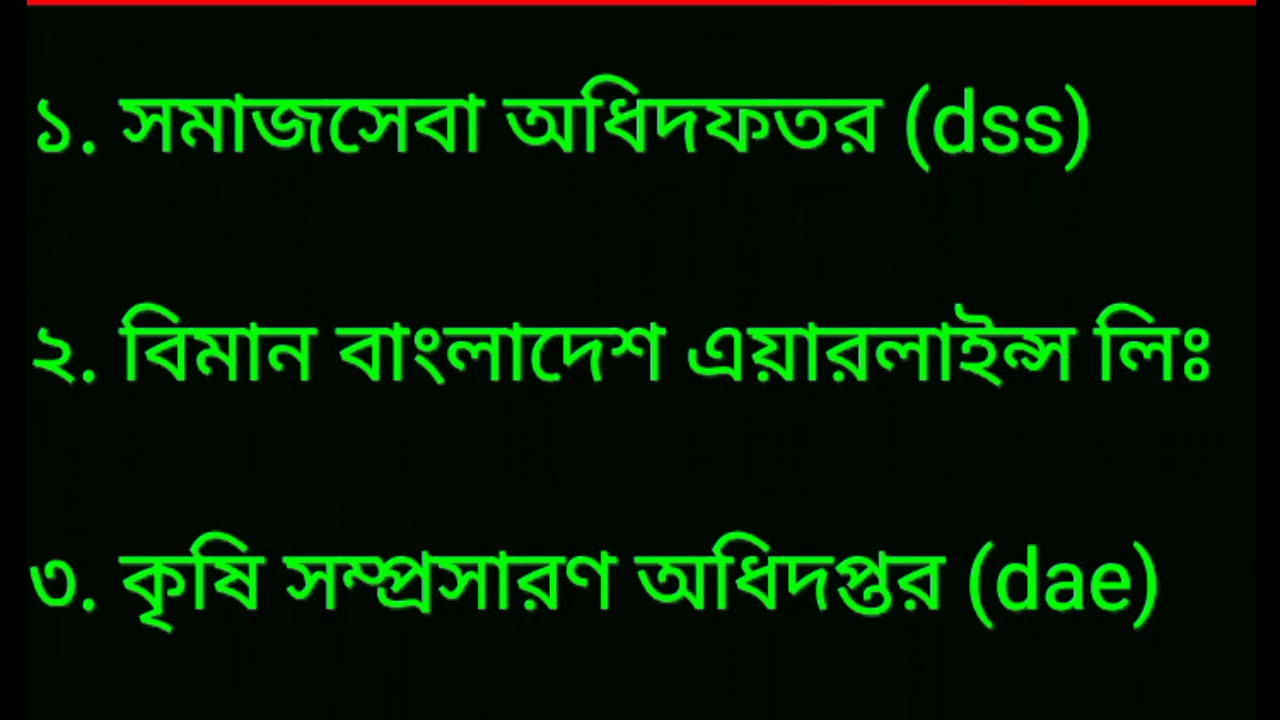 ১. সমাজসেবা অধিদফতর (dss)
২. বিমান বাংলাদেশ এয়ারলাইন্স লিঃ
৩. কৃষি সম্প্রসারণ অধিদপ্তর (dae)